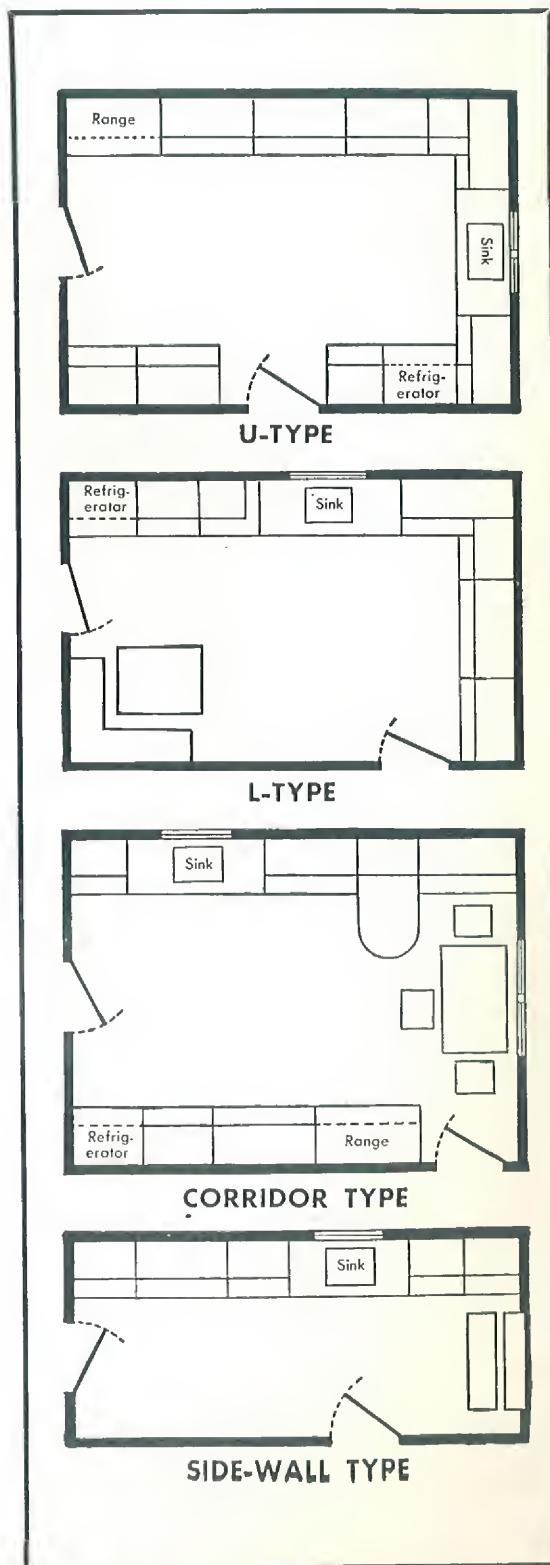 Range
Sink
Refrig-
erator
U-TYPE
Refrig-
erator
Sink
L-TYPE
Sink
Refrig-
erator
Range
CORRIDOR TYPE
Sink
SIDE-WALL TYPE